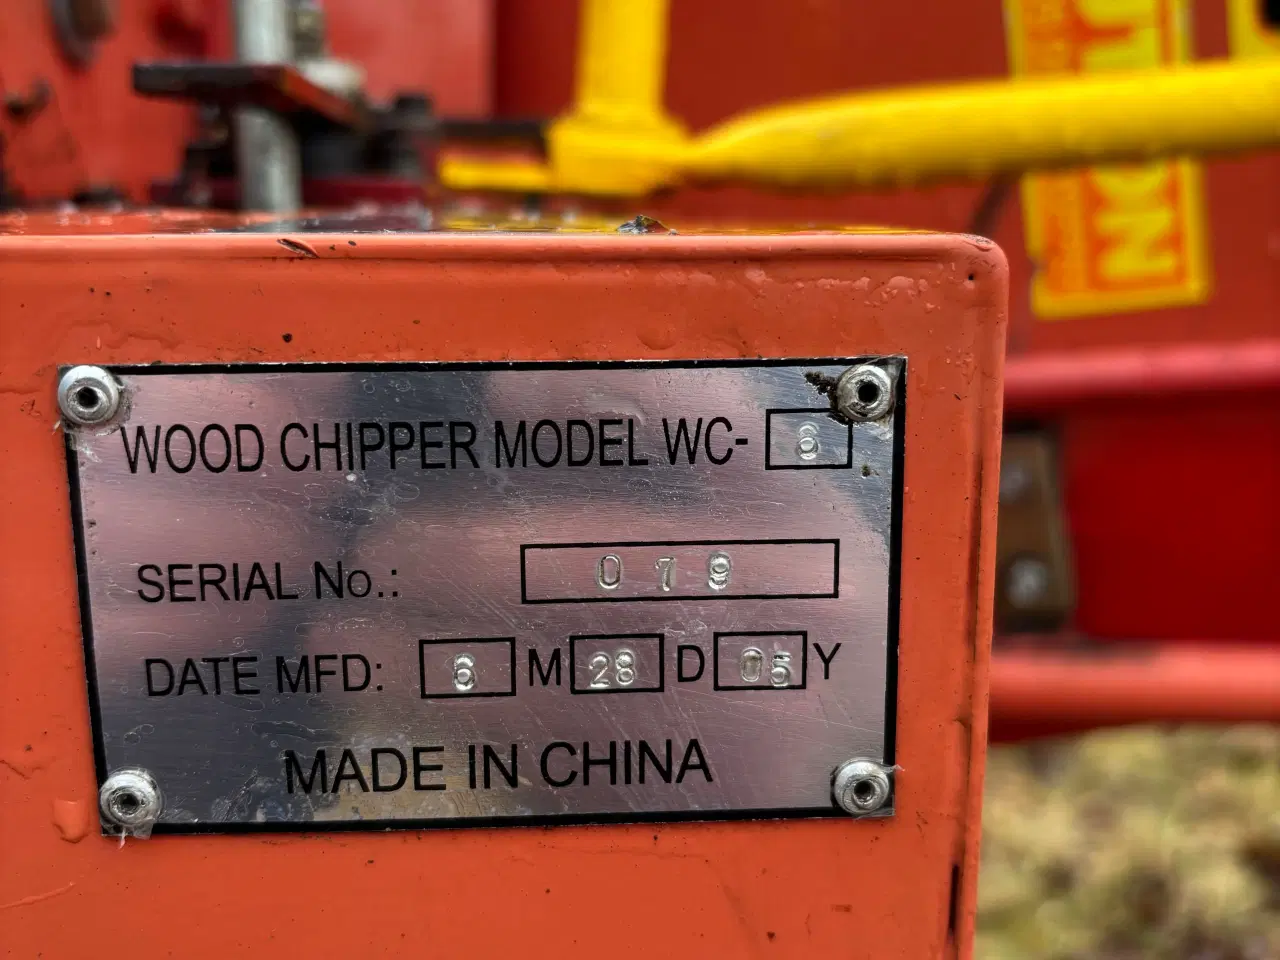 WOOD CHIPPER MODEL WC- 8
SERIAL No.: 079
DATE MFD: 6 M 28 D 05 Y
MADE IN CHINA